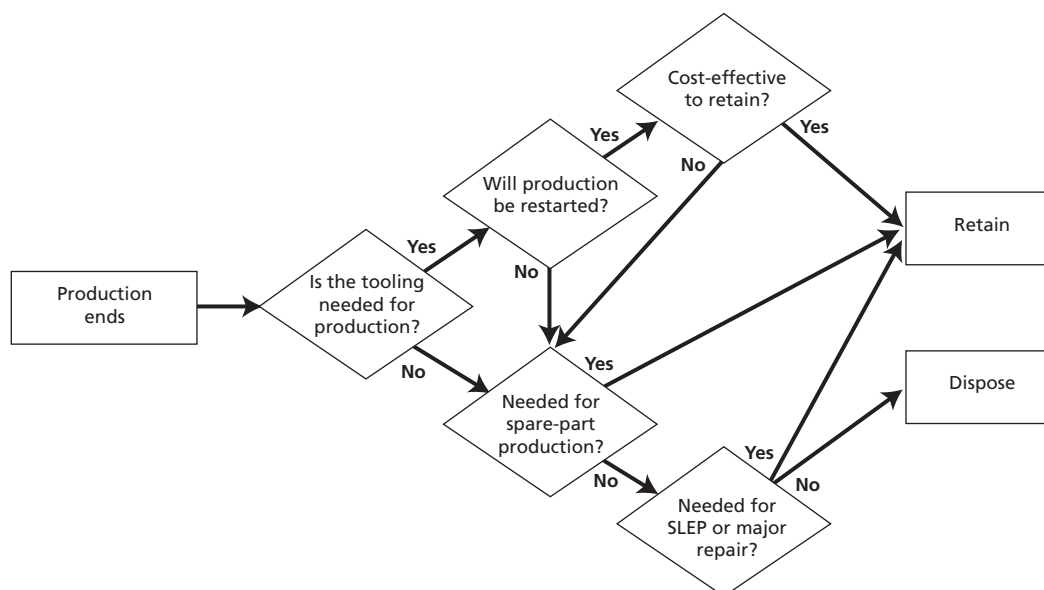 Cost-effective
to retain?
Yes
Yes
No
Will production
be restarted?
Retain
Yes
No
Production
ends
Is the tooling
needed for
production?
No
Yes
Dispose
Needed for
spare-part
production?
Yes
No
No
Needed for
SLEP or major
repair?